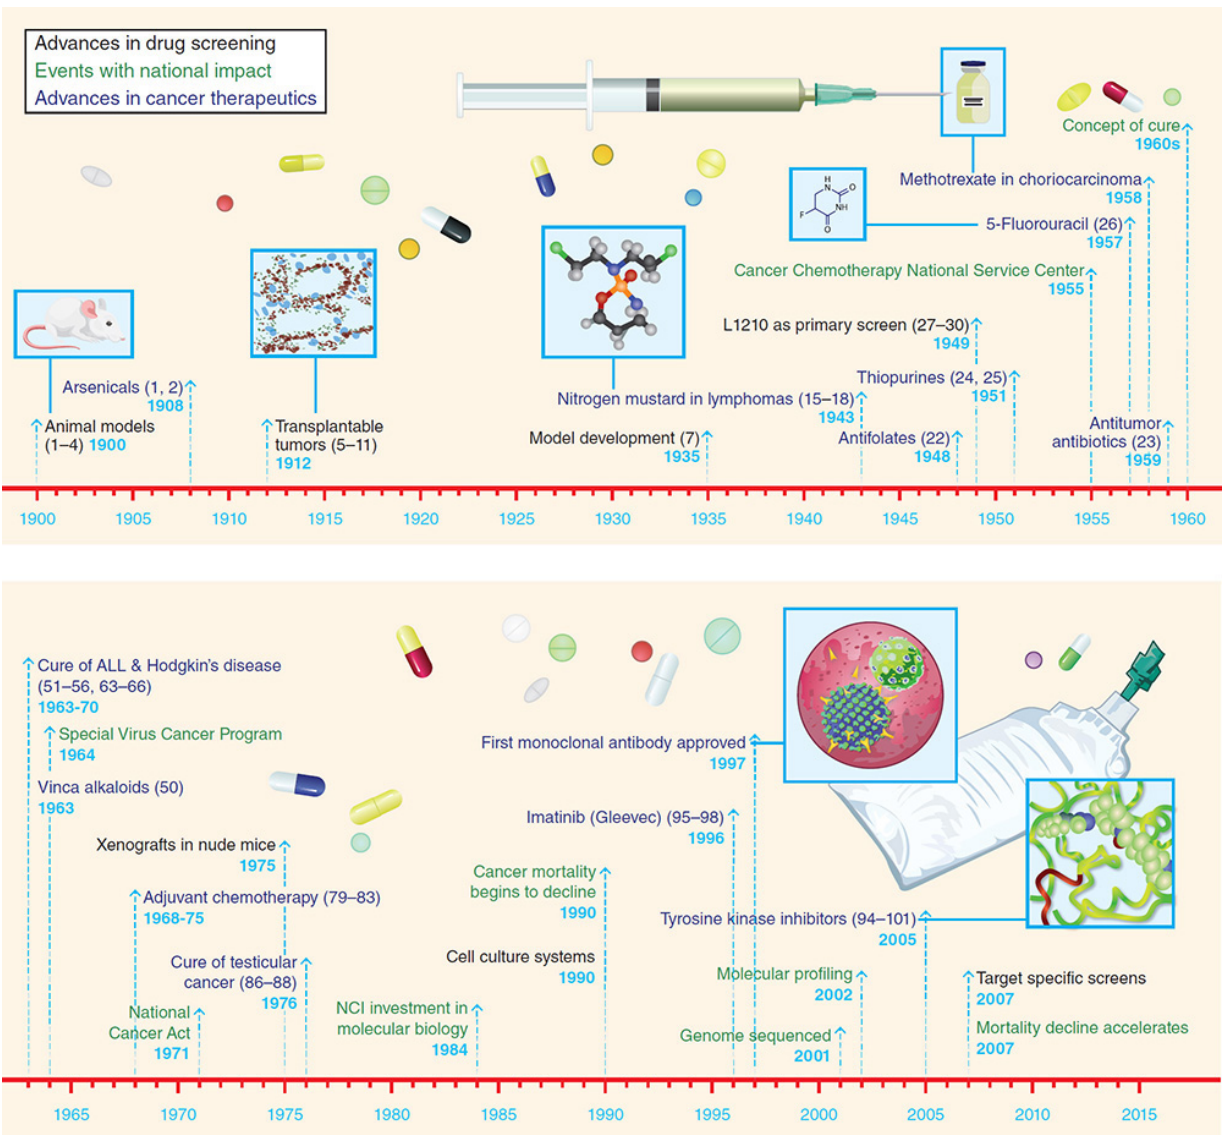 Advances in drug screening
Events with national impact
Advances in cancer therapeutics
Concept of cure
1960s
Methotrexate in choriocarcinoma
1958
H
N
O
NH
F
O
5-Fluorouracil (26)
1957
Cancer Chemotherapy National Service Center
1955
L1210 as primary screen (27–30)
1949
Arsenicals (1, 2)
1908
Thiopurines (24, 25)
1951
Nitrogen mustard in lymphomas (15–18)
1943
Animal models
(1–4) 1900
Transplantable
tumors (5–11)
1912
Model development (7)
1935
Antifolates (22)
1948
Antitumor
antibiotics (23)
1959
1900 1905 1910 1915 1920 1925 1930 1935 1940 1945 1950 1955 1960
Cure of ALL & Hodgkin's disease
(51–56, 63–66)
1963-70
Special Virus Cancer Program
1964
Vinca alkaloids (50)
1963
Xenografts in nude mice
1975
Adjuvant chemotherapy (79–83)
1968-75
Cure of testicular
cancer (86–88)
1976
National
Cancer Act
1971
First monoclonal antibody approved
1997
Imatinib (Gleevec) (95–98)
1996
Cancer mortality
begins to decline
1990
Cell culture systems
1990
NCI investment in
molecular biology
1984
Tyrosine kinase inhibitors (94–101)
2005
Molecular profiling
2002
Genome sequenced
2001
Target specific screens
2007
Mortality decline accelerates
2007
1965 1970 1975 1980 1985 1990 1995 2000 2005 2010 2015